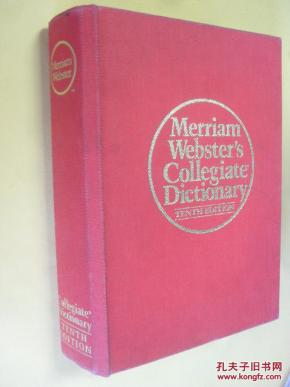 Merriam
Webster
Collegiate®
Dictionary
TENTH
EDITION
Merriam
Webster's
Collegiate®
Dictionary
TENTH EDITION
孔夫子旧书网